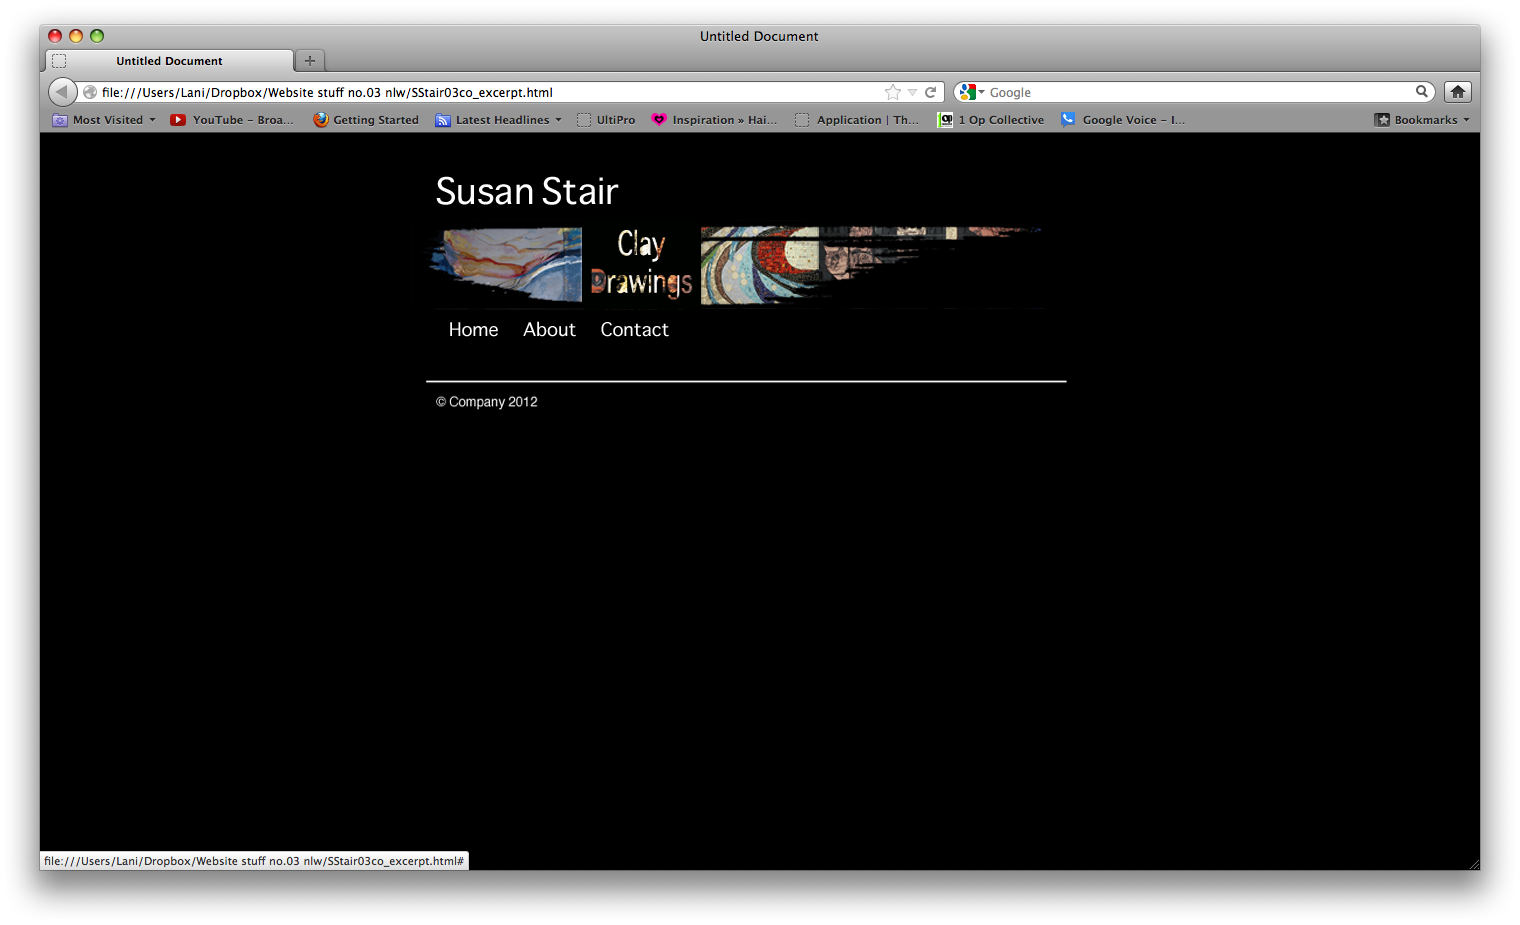 Untitled Document
Untitled Document
file:///Users/Lani/Dropbox/Website stuff no.03 nlw/SStair03co_excerpt.html
Google
Most Visited
YouTube – Broa...
Getting Started
Latest Headlines
UltiPro
Inspiration » Hai...
Application | Th...
1 Op Collective
Google Voice – I...
Bookmarks
Susan Stair
Clay
Drawings
Home About Contact
© Company 2012
file:///Users/Lani/Dropbox/Website stuff no.03 nlw/SStair03co_excerpt.html#